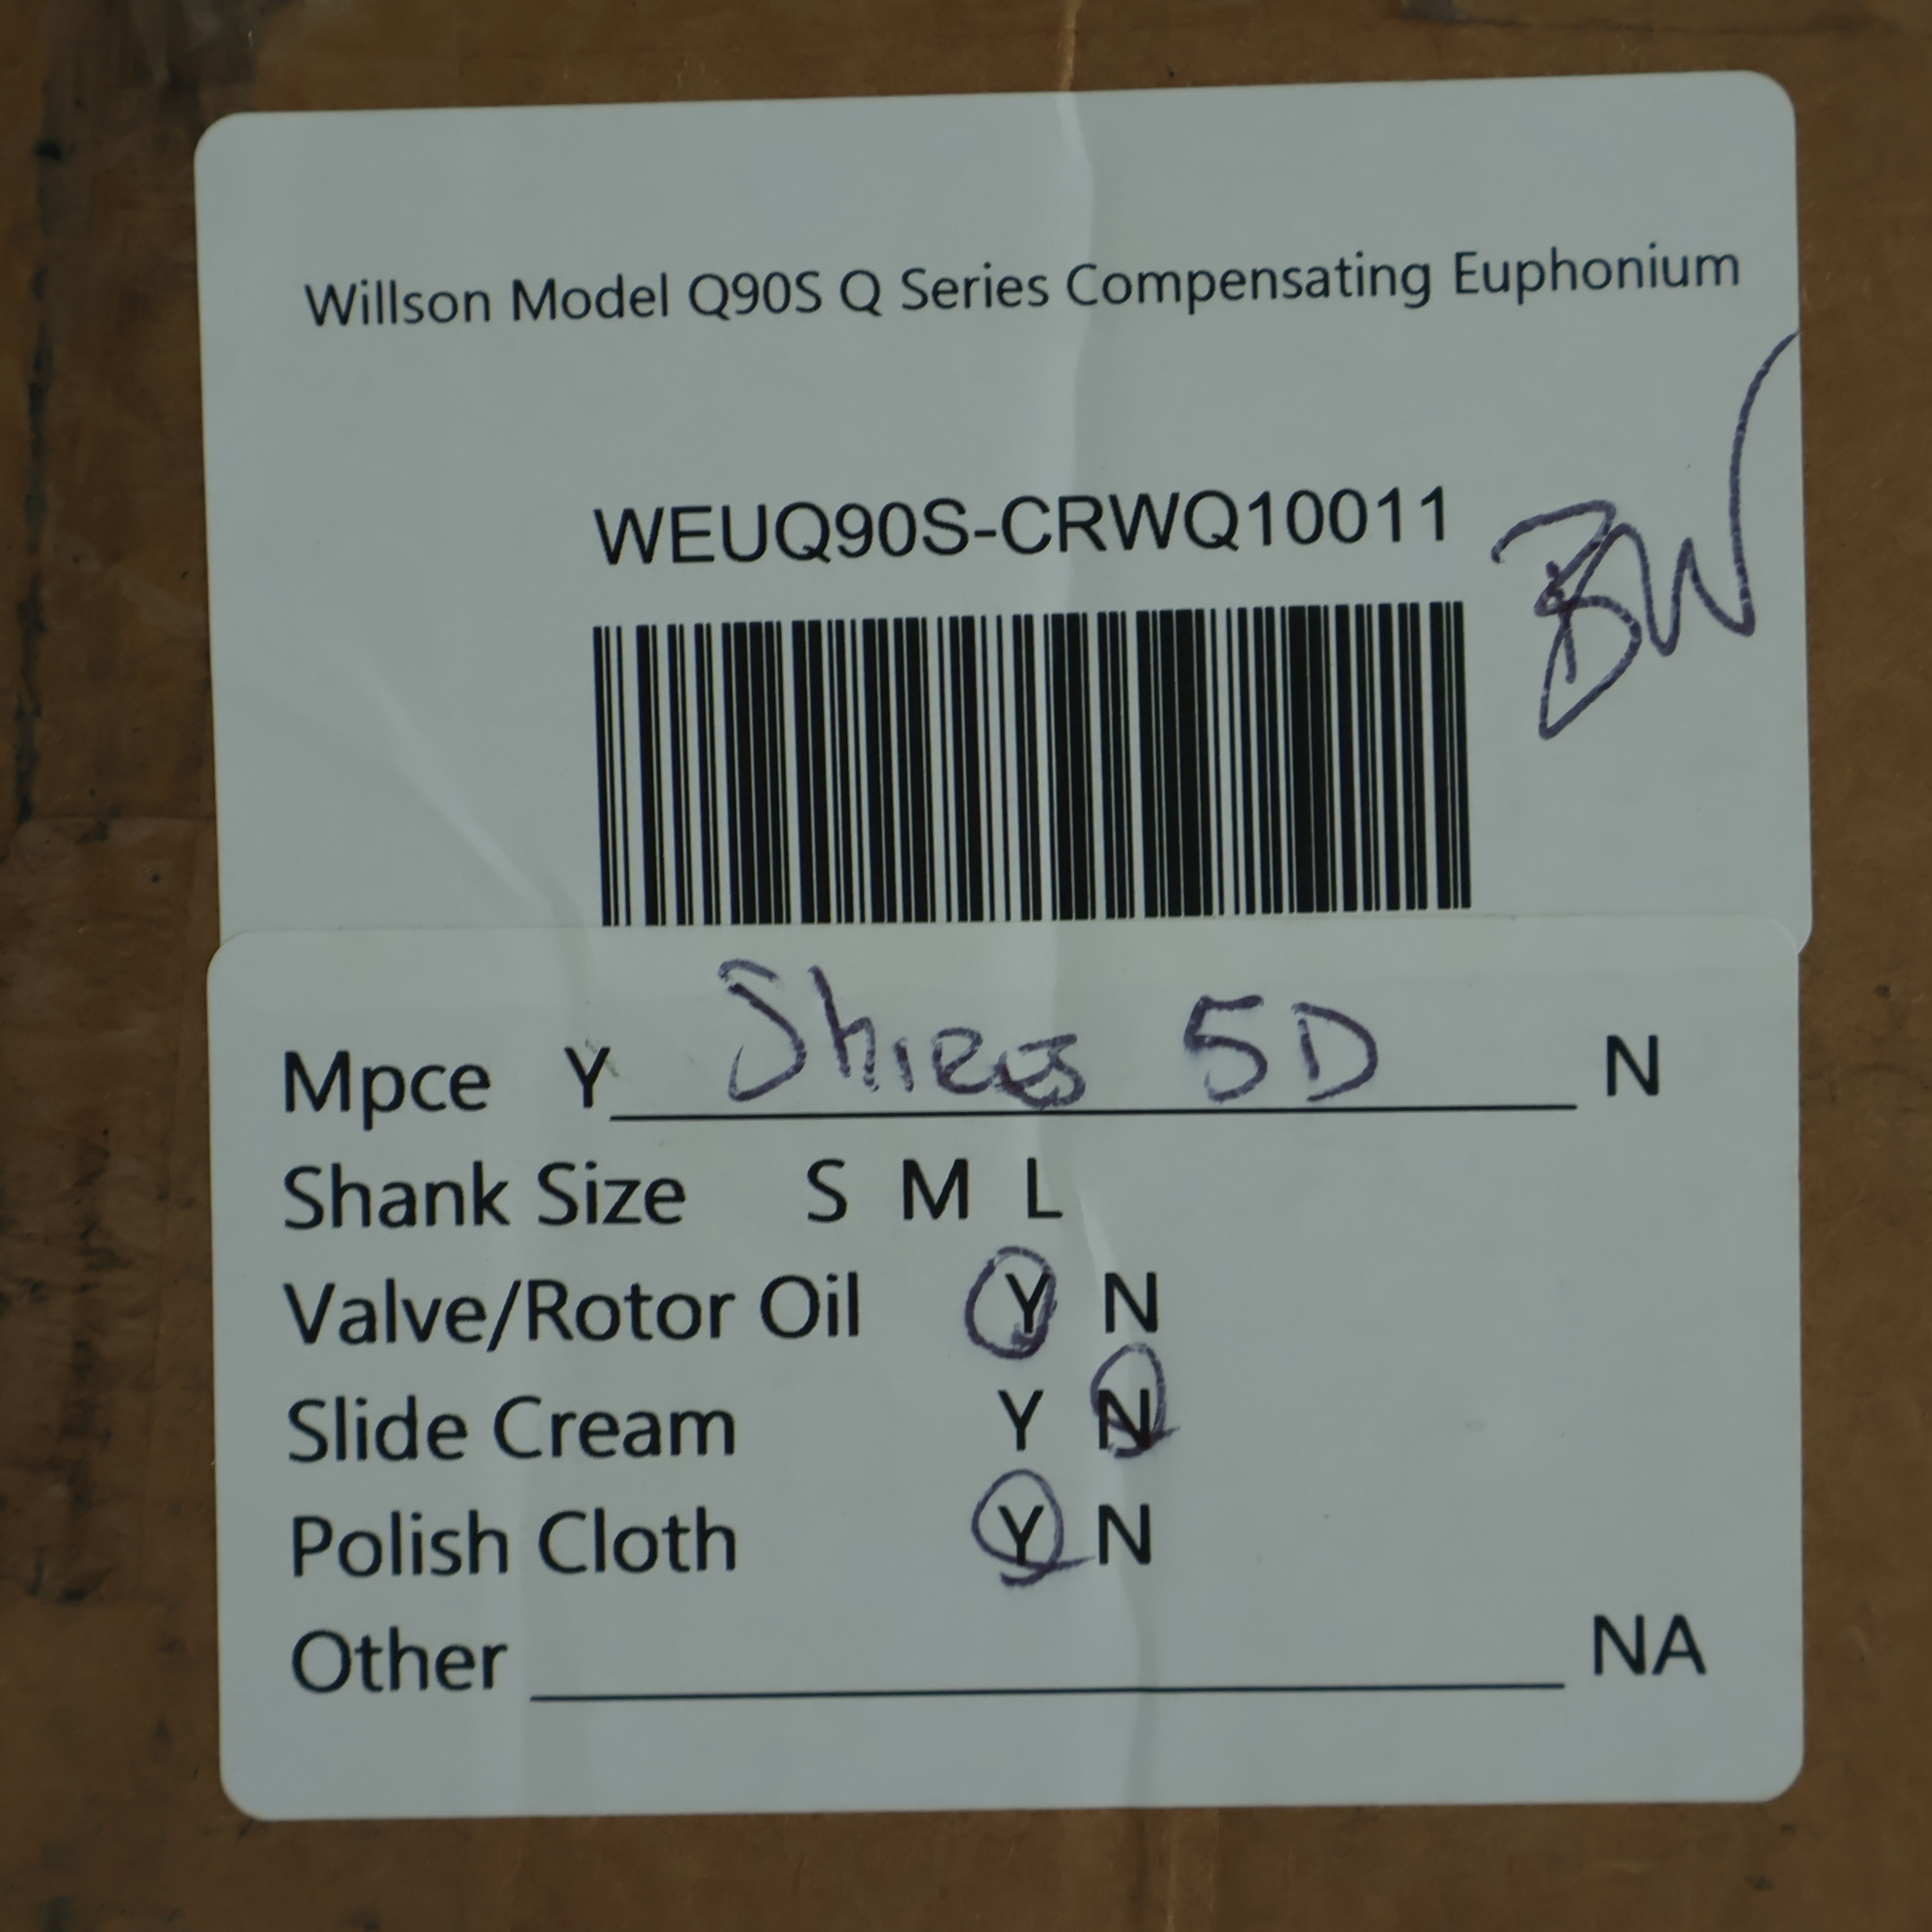 Willson Model Q90S Q Series Compensating Euphonium
WEUQ90S-CRWQ10011
BW
Mpce Y Shires 5D N
Shank Size S M L
Valve/Rotor Oil Y N
Slide Cream Y N
Polish Cloth Y N
Other NA